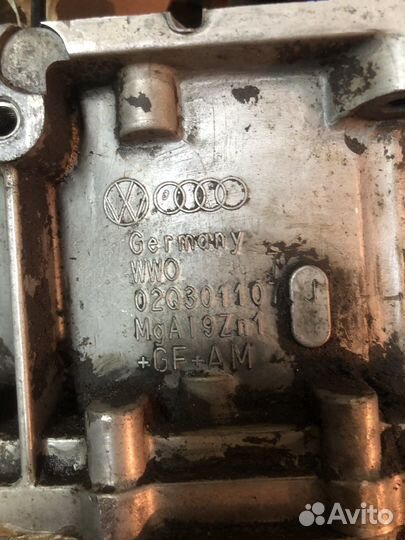 Germany
WWO
02Q301107
MgAl9Zn1
+GF+AM
Avito